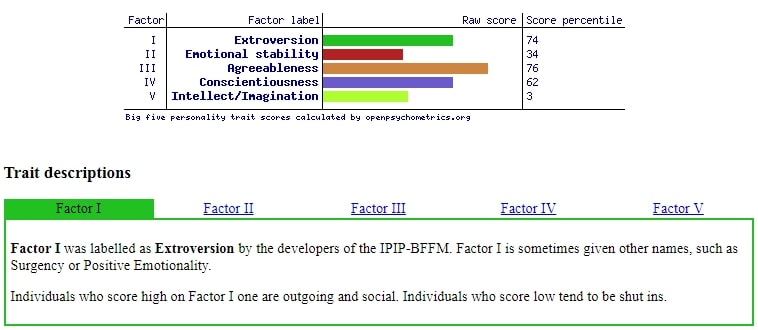 Factor Factor label Raw score Score percentile
I Extroversion 74
II Emotional stability 34
III Agreeableness 76
IV Conscientiousness 62
V Intellect/Imagination 3
Big five personality trait scores calculated by openpsychometrics.org
Trait descriptions
Factor I Factor II Factor III Factor IV Factor V
Factor I was labelled as Extroversion by the developers of the IPIP-BFFM. Factor I is sometimes given other names, such as
Surgency or Positive Emotionality.
Individuals who score high on Factor I one are outgoing and social. Individuals who score low tend to be shut ins.